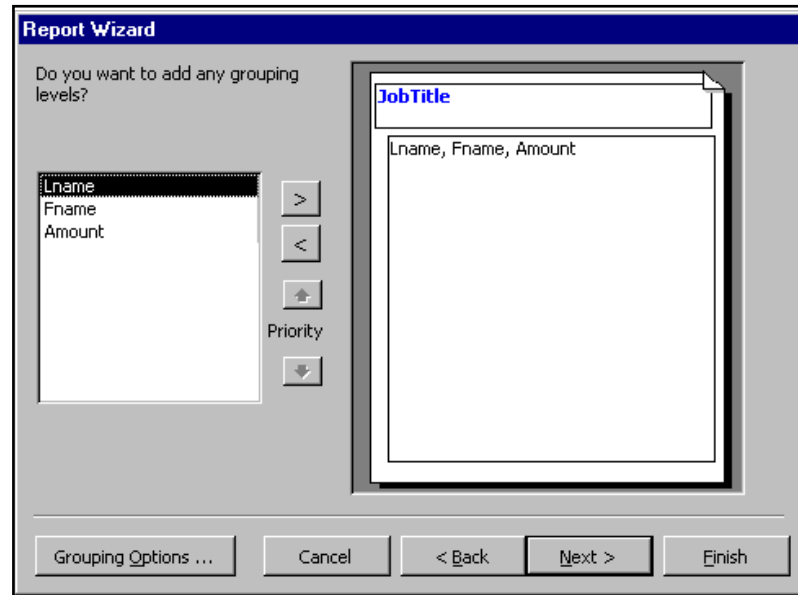 Report Wizard
Do you want to add any grouping
levels?
Lname
Fname
Amount
>
<
Priority
JobTitle
Lname, Fname, Amount
Grouping Options ...
Cancel
< Back
Next >
Finish